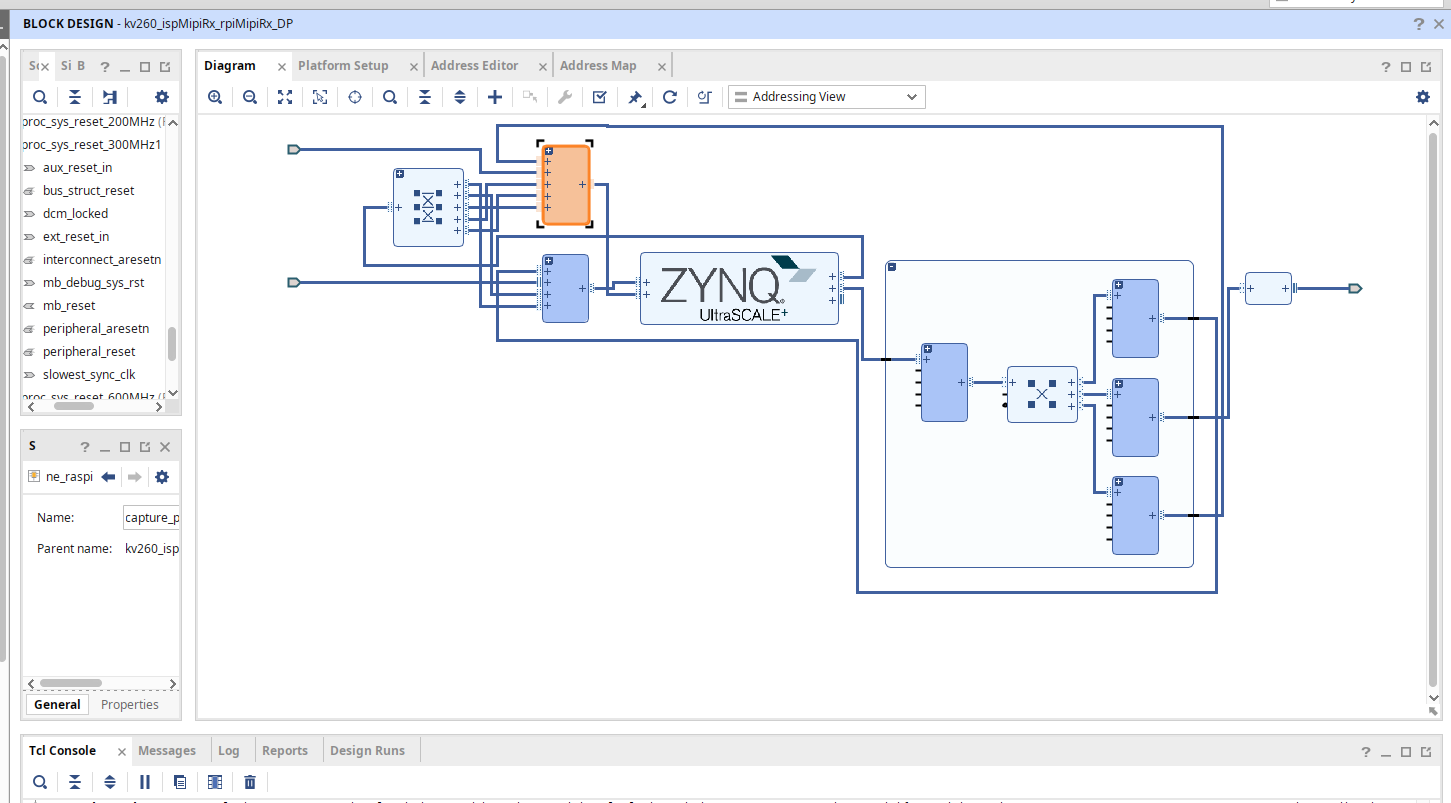 BLOCK DESIGN - kv260_ispMipiRx_rpiMipiRx_DP
Si B
Diagram
Platform Setup
Address Editor
Address Map
Addressing View
proc_sys_reset_200MHz
proc_sys_reset_300MHz1
aux_reset_in
bus_struct_reset
dcm_locked
ext_reset_in
interconnect_aresetn
mb_debug_sys_rst
mb_reset
peripheral_aresetn
peripheral_reset
slowest_sync_clk
proc_sys_reset_600MHz
S
ne_raspi
Name:
capture_p
Parent name:
kv260_isp
General
Properties
ZYNQ
UltraSCALE+
Tcl Console
Messages
Log
Reports
Design Runs